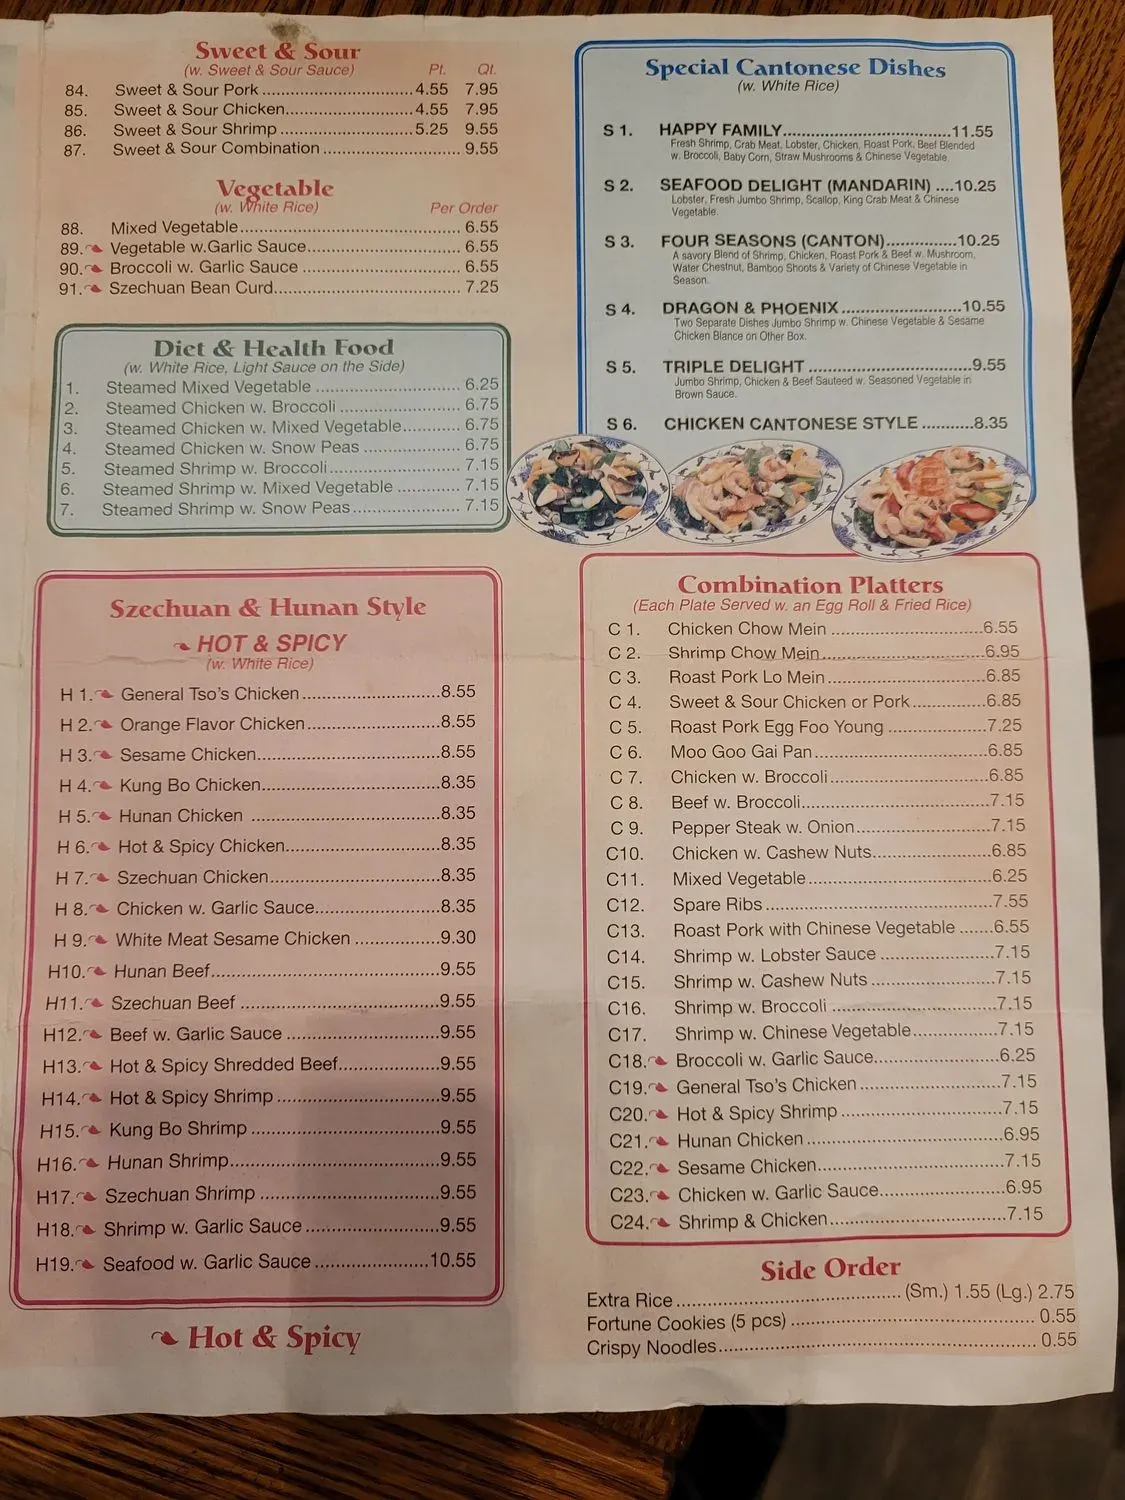 Sweet & Sour
(w. Sweet & Sour Sauce) Pt. Qt.
84. Sweet & Sour Pork 4.55 7.95
85. Sweet & Sour Chicken 4.55 7.95
86. Sweet & Sour Shrimp 5.25 9.55
87. Sweet & Sour Combination 9.55
Vegetable
(w. White Rice) Per Order
88. Mixed Vegetable 6.55
89. Vegetable w.Garlic Sauce 6.55
90. Broccoli w. Garlic Sauce 6.55
91. Szechuan Bean Curd 7.25
Diet & Health Food
(w. White Rice, Light Sauce on the Side)
1. Steamed Mixed Vegetable 6.25
2. Steamed Chicken w. Broccoli 6.75
3. Steamed Chicken w. Mixed Vegetable 6.75
4. Steamed Chicken w. Snow Peas 6.75
5. Steamed Shrimp w. Broccoli 7.15
6. Steamed Shrimp w. Mixed Vegetable 7.15
7. Steamed Shrimp w. Snow Peas 7.15
Szechuan & Hunan Style
HOT & SPICY
(w. White Rice)
H 1. General Tso's Chicken 8.55
H 2. Orange Flavor Chicken 8.55
H 3. Sesame Chicken 8.55
H 4. Kung Bo Chicken 8.35
H 5. Hunan Chicken 8.35
H 6. Hot & Spicy Chicken 8.35
H 7. Szechuan Chicken 8.35
H 8. Chicken w. Garlic Sauce 8.35
H 9. White Meat Sesame Chicken 9.30
H10. Hunan Beef 9.55
H11. Szechuan Beef 9.55
H12. Beef w. Garlic Sauce 9.55
H13. Hot & Spicy Shredded Beef 9.55
H14. Hot & Spicy Shrimp 9.55
H15. Kung Bo Shrimp 9.55
H16. Hunan Shrimp 9.55
H17. Szechuan Shrimp 9.55
H18. Shrimp w. Garlic Sauce 9.55
H19. Seafood w. Garlic Sauce 10.55
Hot & Spicy
Special Cantonese Dishes
(w. White Rice)
S 1. HAPPY FAMILY 11.55
Fresh Shrimp, Crab Meat, Lobster, Chicken, Roast Pork, Beef Blended
w. Broccoli, Baby Corn, Straw Mushrooms & Chinese Vegetable.
S 2. SEAFOOD DELIGHT (MANDARIN) 10.25
Lobster, Fresh Jumbo Shrimp, Scallop, King Crab Meat & Chinese
Vegetable.
S 3. FOUR SEASONS (CANTON) 10.25
A savory Blend of Shrimp, Chicken, Roast Pork & Beef w. Mushroom,
Water Chestnut, Bamboo Shoots & Variety of Chinese Vegetable in
Season.
S 4. DRAGON & PHOENIX 10.55
Two Separate Dishes Jumbo Shrimp w. Chinese Vegetable & Sesame
Chicken Blance on Other Box.
S 5. TRIPLE DELIGHT 9.55
Jumbo Shrimp, Chicken & Beef Sauteed w. Seasoned Vegetable in
Brown Sauce.
S 6. CHICKEN CANTONESE STYLE 8.35
Combination Platters
(Each Plate Served w. an Egg Roll & Fried Rice)
C 1. Chicken Chow Mein 6.55
C 2. Shrimp Chow Mein 6.95
C 3. Roast Pork Lo Mein 6.85
C 4. Sweet & Sour Chicken or Pork 6.85
C 5. Roast Pork Egg Foo Young 7.25
C 6. Moo Goo Gai Pan 6.85
C 7. Chicken w. Broccoli 6.85
C 8. Beef w. Broccoli 7.15
C 9. Pepper Steak w. Onion 7.15
C10. Chicken w. Cashew Nuts 6.85
C11. Mixed Vegetable 6.25
C12. Spare Ribs 7.55
C13. Roast Pork with Chinese Vegetable 6.55
C14. Shrimp w. Lobster Sauce 7.15
C15. Shrimp w. Cashew Nuts 7.15
C16. Shrimp w. Broccoli 7.15
C17. Shrimp w. Chinese Vegetable 7.15
C18. Broccoli w. Garlic Sauce 6.25
C19. General Tso's Chicken 7.15
C20. Hot & Spicy Shrimp 7.15
C21. Hunan Chicken 6.95
C22. Sesame Chicken 7.15
C23. Chicken w. Garlic Sauce 6.95
C24. Shrimp & Chicken 7.15
Side Order
Extra Rice (Sm.) 1.55 (Lg.) 2.75
Fortune Cookies (5 pcs) 0.55
Crispy Noodles 0.55